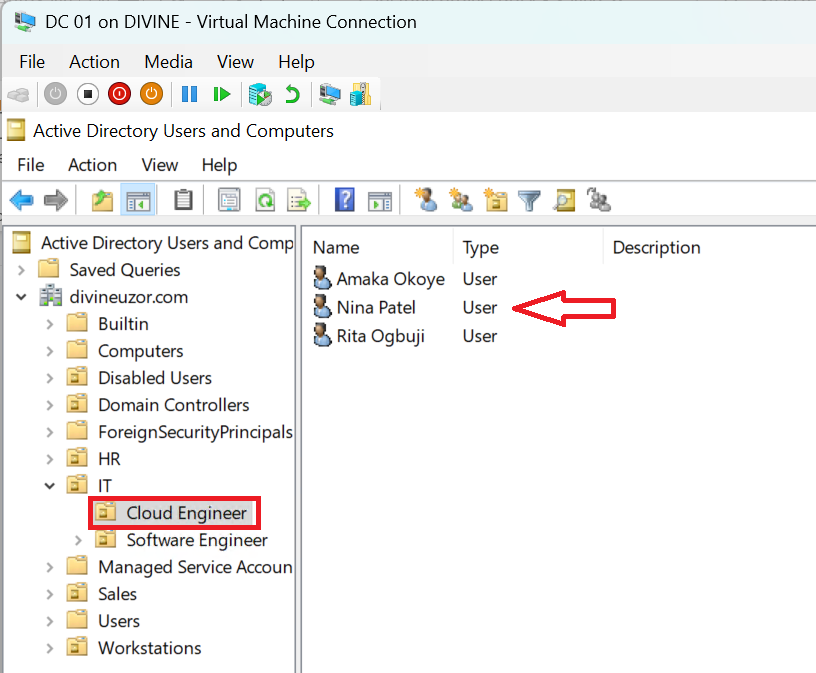 DC 01 on DIVINE - Virtual Machine Connection
File Action Media View Help
Active Directory Users and Computers
File Action View Help
Active Directory Users and Comp
Saved Queries
divineuzor.com
Builtin
Computers
Disabled Users
Domain Controllers
ForeignSecurityPrincipals
HR
IT
Cloud Engineer
Software Engineer
Managed Service Accoun
Sales
Users
Workstations
Name Type Description
Amaka Okoye User
Nina Patel User
Rita Ogbuji User